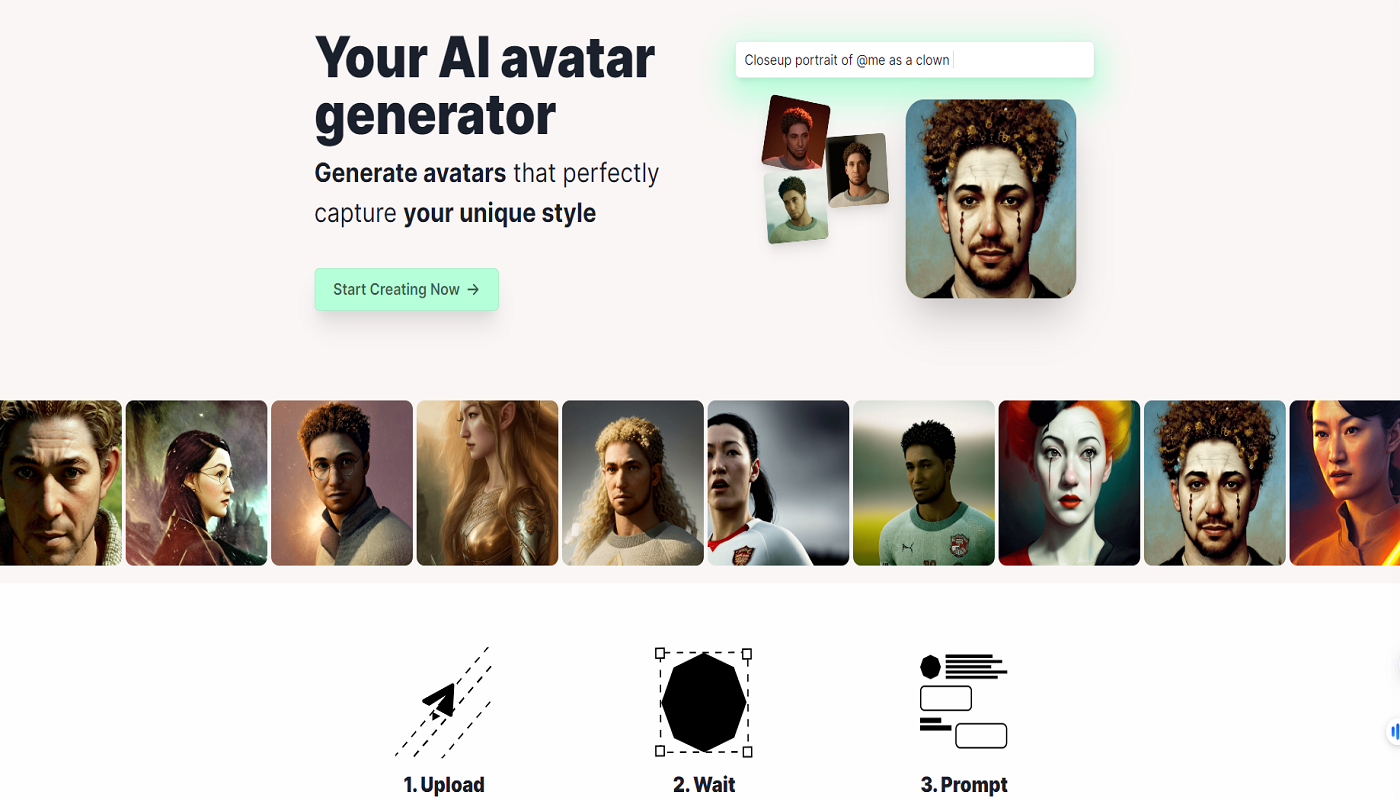 Your AI avatar
generator
Generate avatars that perfectly
capture your unique style
Start Creating Now →
Closeup portrait of @me as a clown
1. Upload
2. Wait
3. Prompt